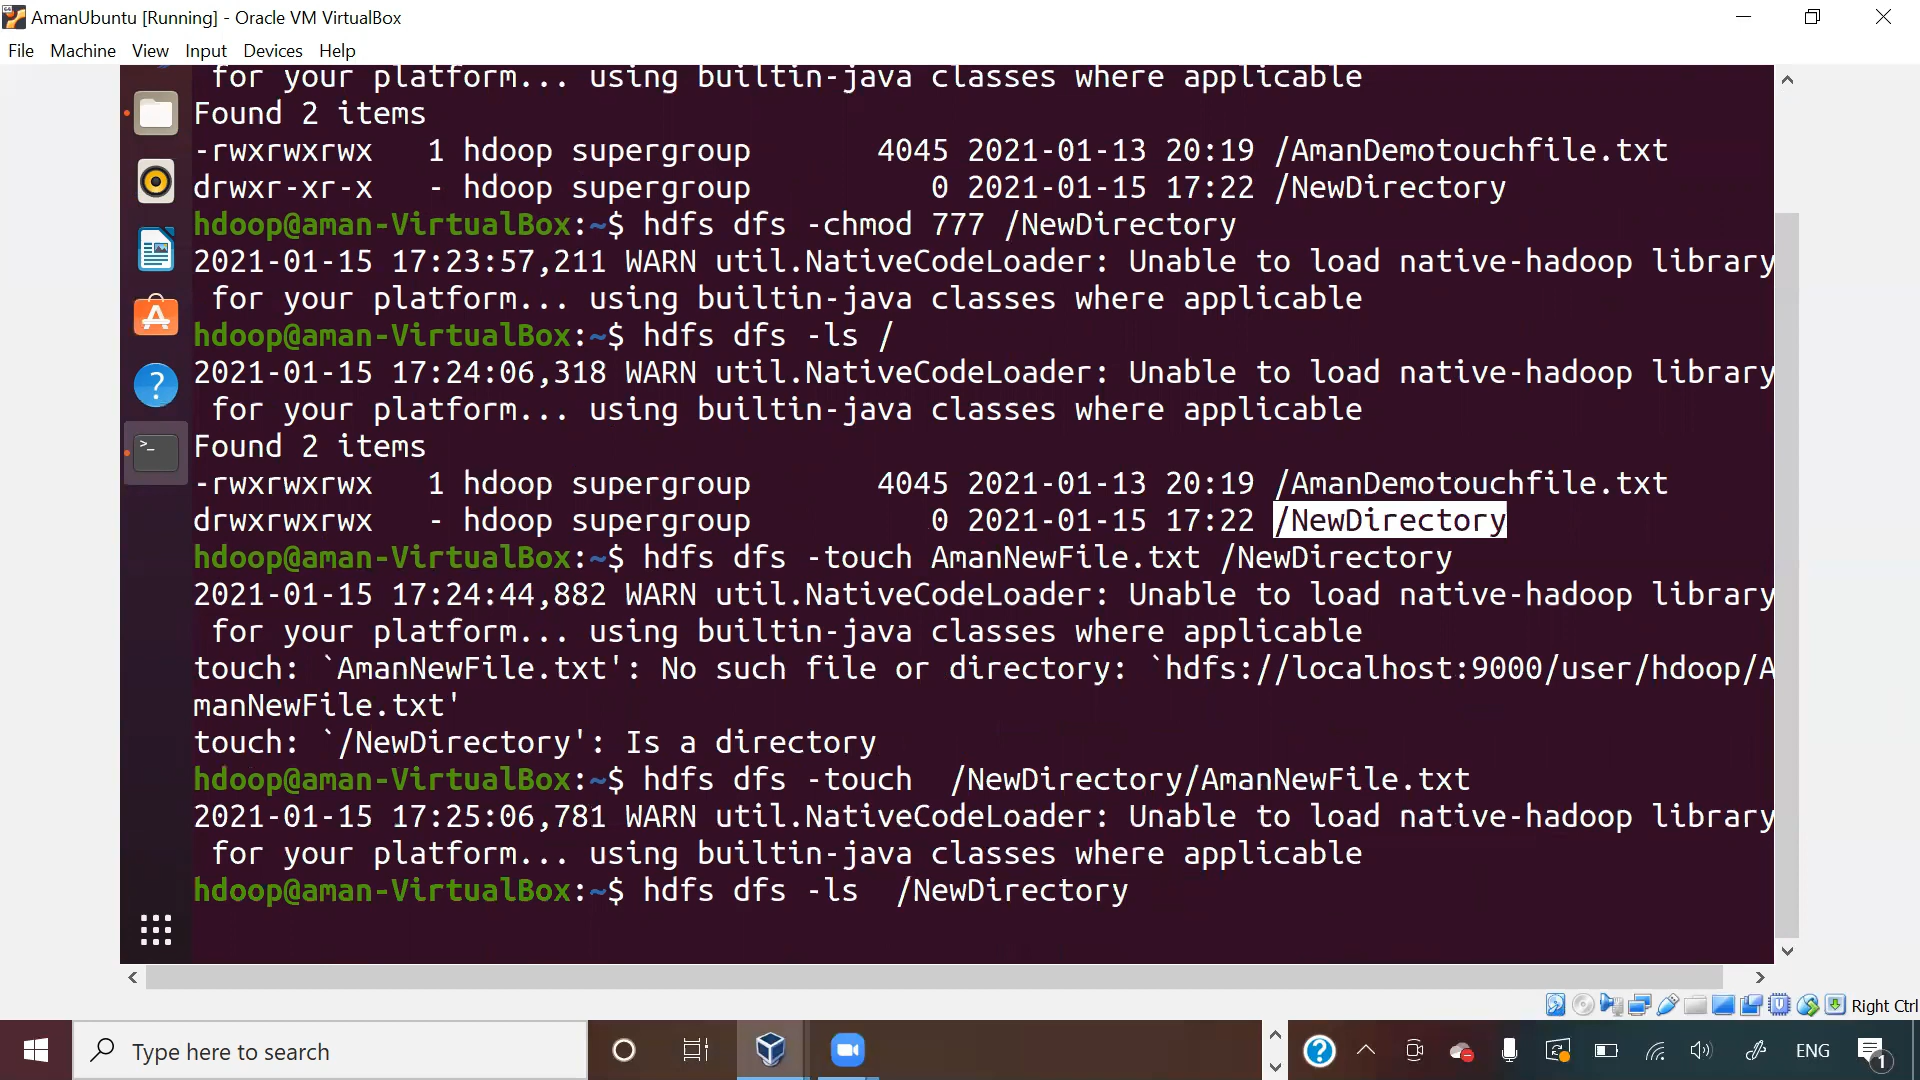 AmanUbuntu [Running] - Oracle VM VirtualBox
File Machine View Input Devices Help
for your platform... using builtin-java classes where applicable
Found 2 items
-rwxrwxrwx   1 hdoop supergroup       4045 2021-01-13 20:19 /AmanDemotouchfile.txt
drwxr-xr-x   - hdoop supergroup          0 2021-01-15 17:22 /NewDirectory
hdoop@aman-VirtualBox:~$ hdfs dfs -chmod 777 /NewDirectory
2021-01-15 17:23:57,211 WARN util.NativeCodeLoader: Unable to load native-hadoop library
for your platform... using builtin-java classes where applicable
hdoop@aman-VirtualBox:~$ hdfs dfs -ls /
2021-01-15 17:24:06,318 WARN util.NativeCodeLoader: Unable to load native-hadoop library
for your platform... using builtin-java classes where applicable
Found 2 items
-rwxrwxrwx   1 hdoop supergroup       4045 2021-01-13 20:19 /AmanDemotouchfile.txt
drwxrwxrwx   - hdoop supergroup          0 2021-01-15 17:22 /NewDirectory
hdoop@aman-VirtualBox:~$ hdfs dfs -touch AmanNewFile.txt /NewDirectory
2021-01-15 17:24:44,882 WARN util.NativeCodeLoader: Unable to load native-hadoop library
for your platform... using builtin-java classes where applicable
touch: `AmanNewFile.txt': No such file or directory: `hdfs://localhost:9000/user/hdoop/A
manNewFile.txt'
touch: `/NewDirectory': Is a directory
hdoop@aman-VirtualBox:~$ hdfs dfs -touch  /NewDirectory/AmanNewFile.txt
2021-01-15 17:25:06,781 WARN util.NativeCodeLoader: Unable to load native-hadoop library
for your platform... using builtin-java classes where applicable
hdoop@aman-VirtualBox:~$ hdfs dfs -ls  /NewDirectory
Right Ctrl
Type here to search
ENG
1